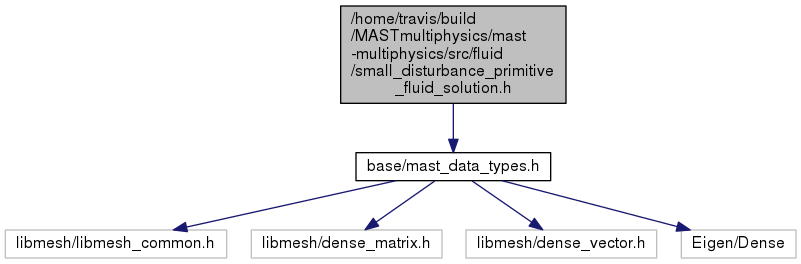 /home/travis/build
/MASTmultiphysics/mast
-multiphysics/src/fluid
/small_disturbance_primitive
_fluid_solution.h
base/mast_data_types.h
libmesh/libmesh_common.h
libmesh/dense_matrix.h
libmesh/dense_vector.h
Eigen/Dense